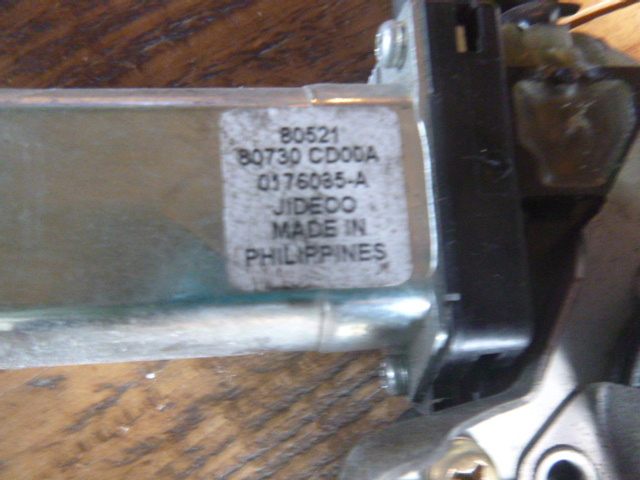 80521
80730 CD00A
0176085-A
JIDECO
MADE IN
PHILIPPINES